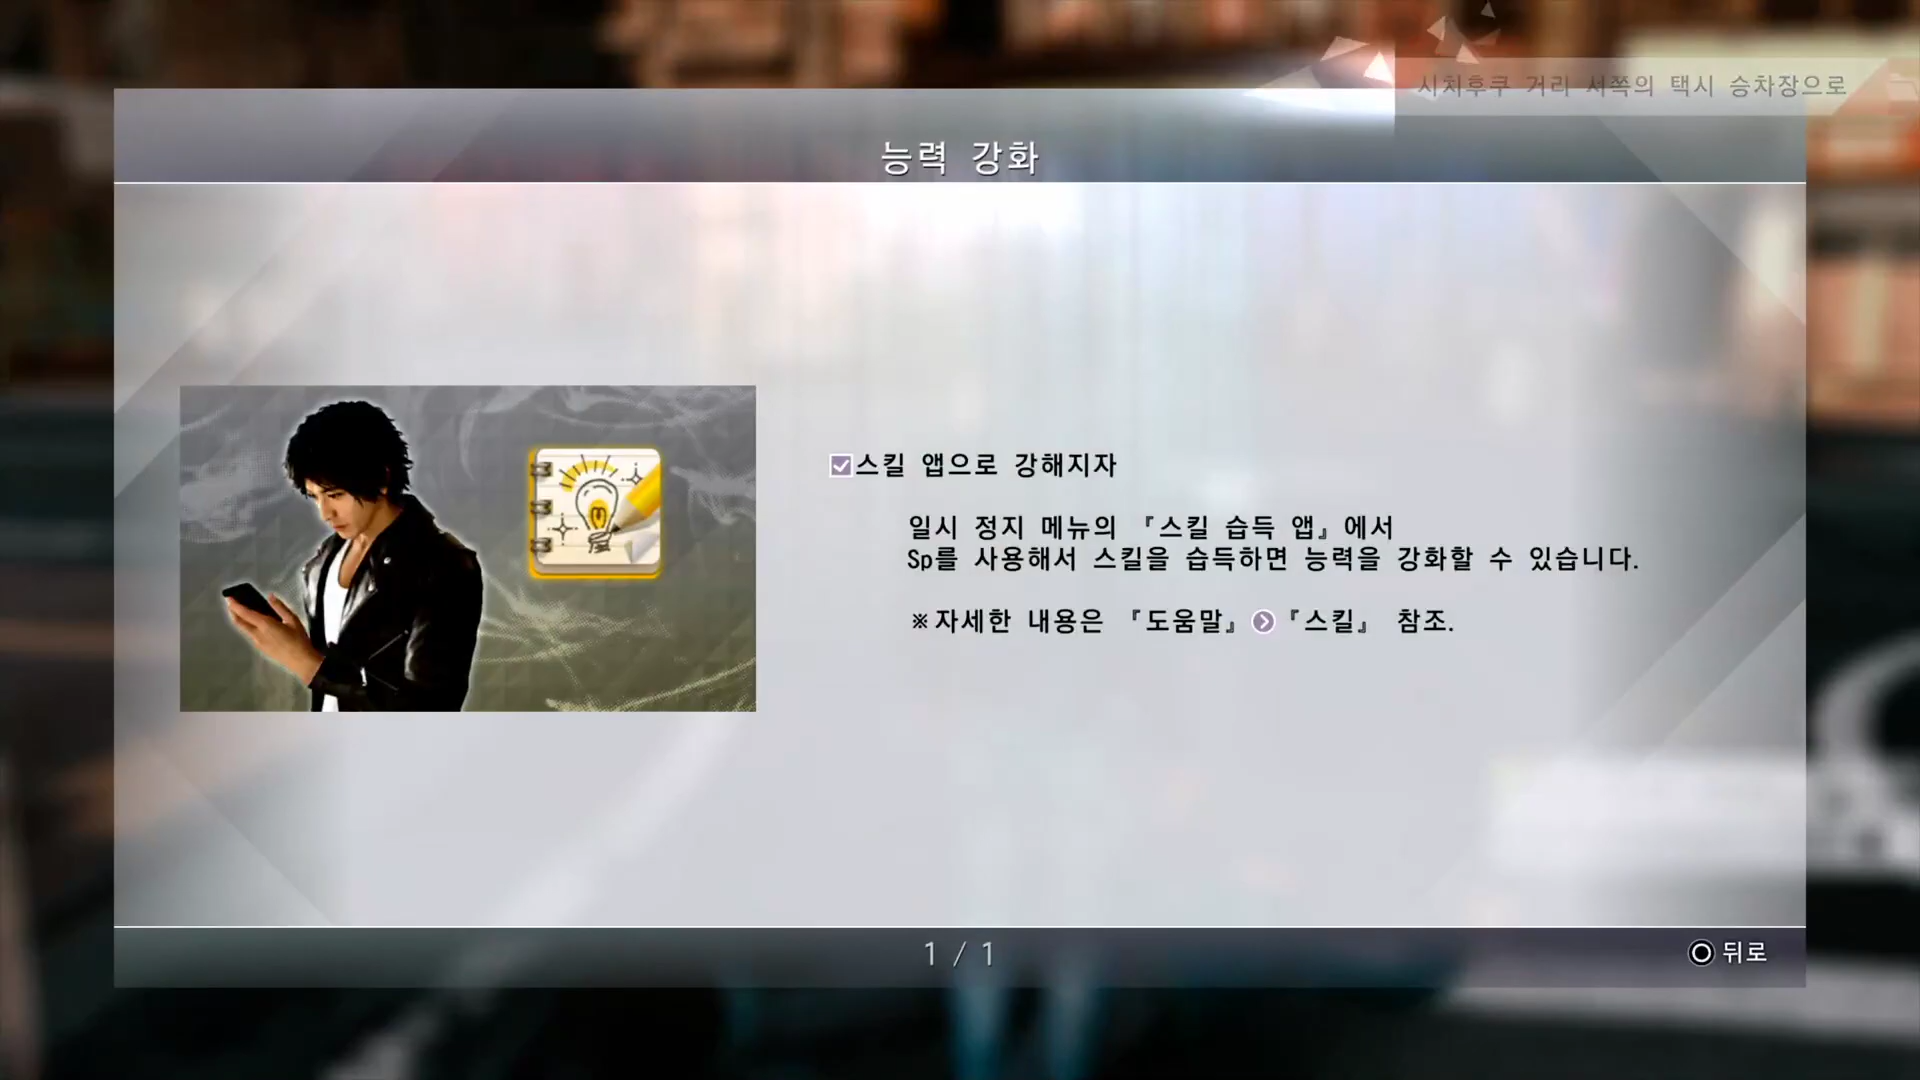 시치후쿠 거리 서쪽의 택시 승차장으로
능력 강화
스킬 앱으로 강해지자
일시 정지 메뉴의 『스킬 습득 앱』에서
Sp를 사용해서 스킬을 습득하면 능력을 강화할 수 있습니다.
※자세한 내용은 『도움말』 『스킬』 참조.
1 / 1
뒤로